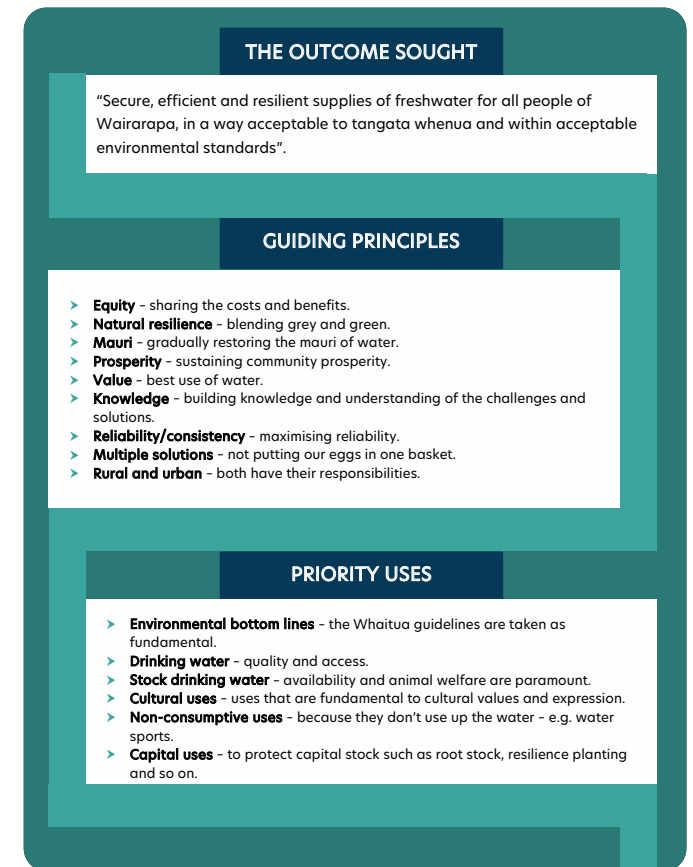 THE OUTCOME SOUGHT
“Secure, efficient and resilient supplies of freshwater for all people of
Wairarapa, in a way acceptable to tangata whenua and within acceptable
environmental standards”.
GUIDING PRINCIPLES
➤ Equity – sharing the costs and benefits.
➤ Natural resilience – blending grey and green.
➤ Mauri – gradually restoring the mauri of water.
➤ Prosperity – sustaining community prosperity.
➤ Value – best use of water.
➤ Knowledge – building knowledge and understanding of the challenges and
solutions.
➤ Reliability/consistency – maximising reliability.
➤ Multiple solutions – not putting our eggs in one basket.
➤ Rural and urban – both have their responsibilities.
PRIORITY USES
➤ Environmental bottom lines – the Whaitua guidelines are taken as
fundamental.
➤ Drinking water – quality and access.
➤ Stock drinking water – availability and animal welfare are paramount.
➤ Cultural uses – uses that are fundamental to cultural values and expression.
➤ Non-consumptive uses – because they don’t use up the water – e.g. water
sports.
➤ Capital uses – to protect capital stock such as root stock, resilience planting
and so on.